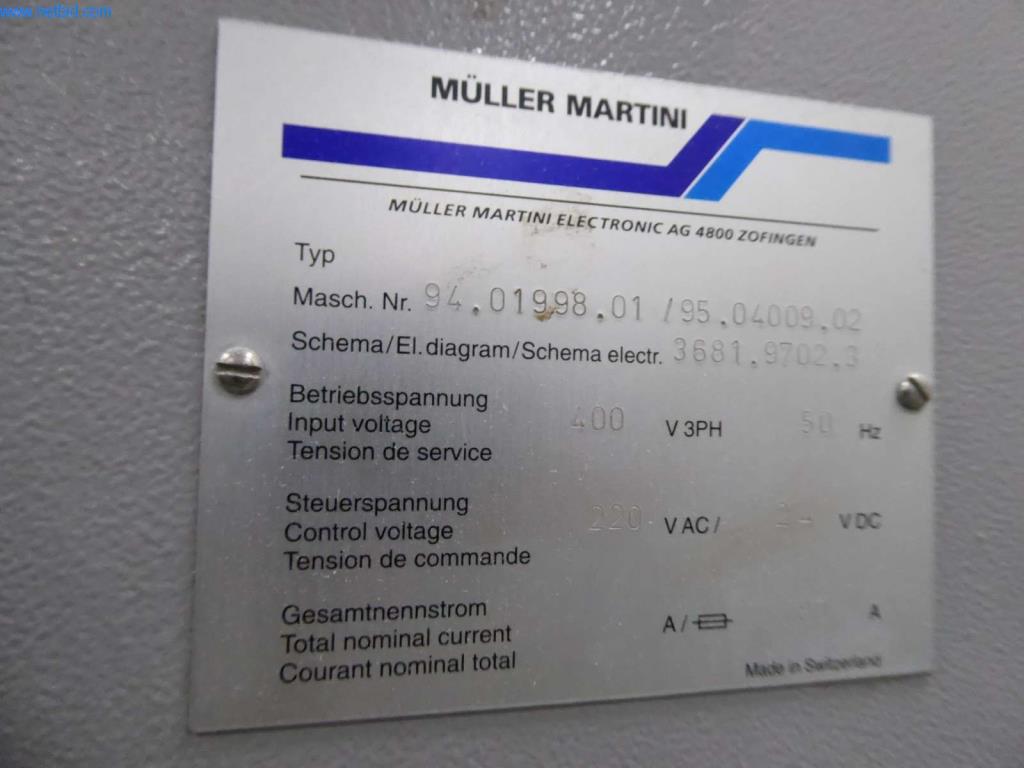 www.netbid.com
MÜLLER MARTINI
MÜLLER MARTINI ELECTRONIC AG 4800 ZOFINGEN
Typ
Masch. Nr. 94.01998.01 / 95.04009.02
Schema/El.diagram/Schema electr. 3681.9702.3
Betriebsspannung
Input voltage 400 V 3PH 50 Hz
Tension de service
Steuerspannung
Control voltage 220 V AC / V DC
Tension de commande
Gesamtnennstrom
Total nominal current A / A
Courant nominal total
Made in Switzerland